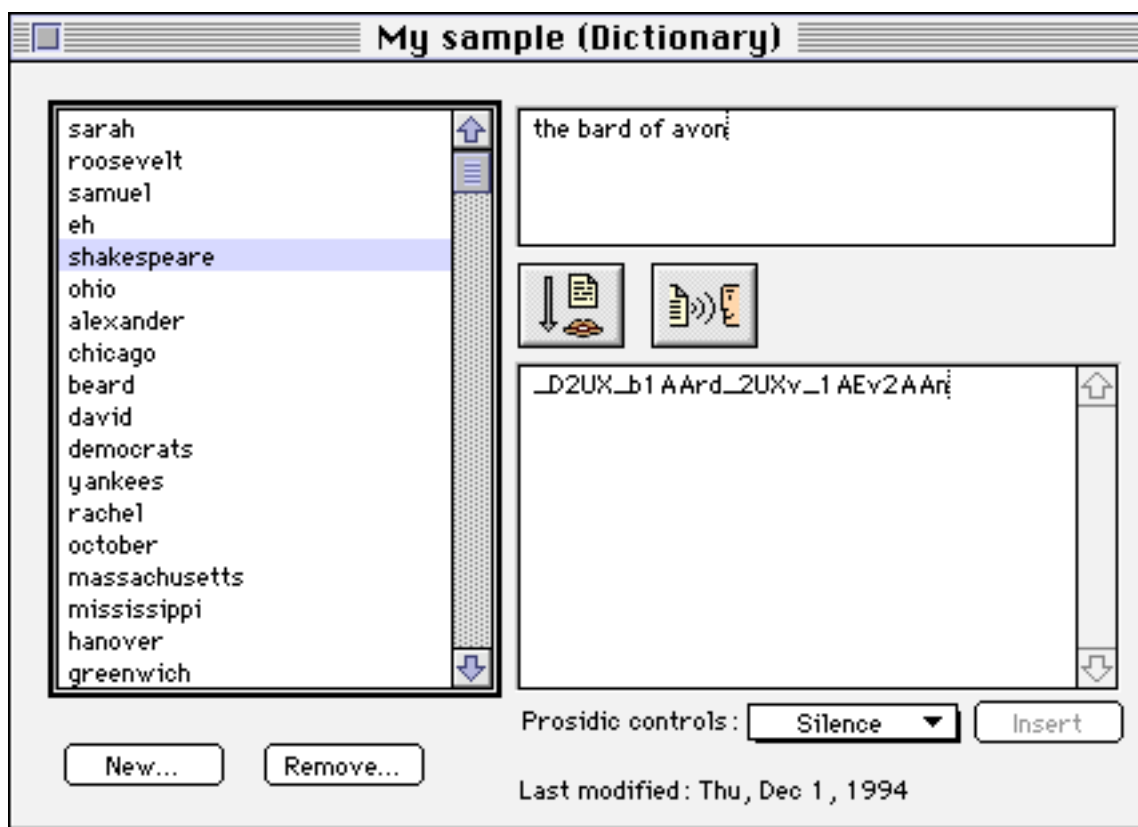 My sample (Dictionary)
sarah
roosevelt
samuel
eh
shakespeare
ohio
alexander
chicago
beard
david
democrats
yankees
rachel
october
massachusetts
mississippi
hanover
greenwich
New...
Remove...
the bard of avon
_D2UX_b1AArd_2UXv_1AEv2AAn
Prosidic controls:
Silence
Insert
Last modified: Thu, Dec 1, 1994